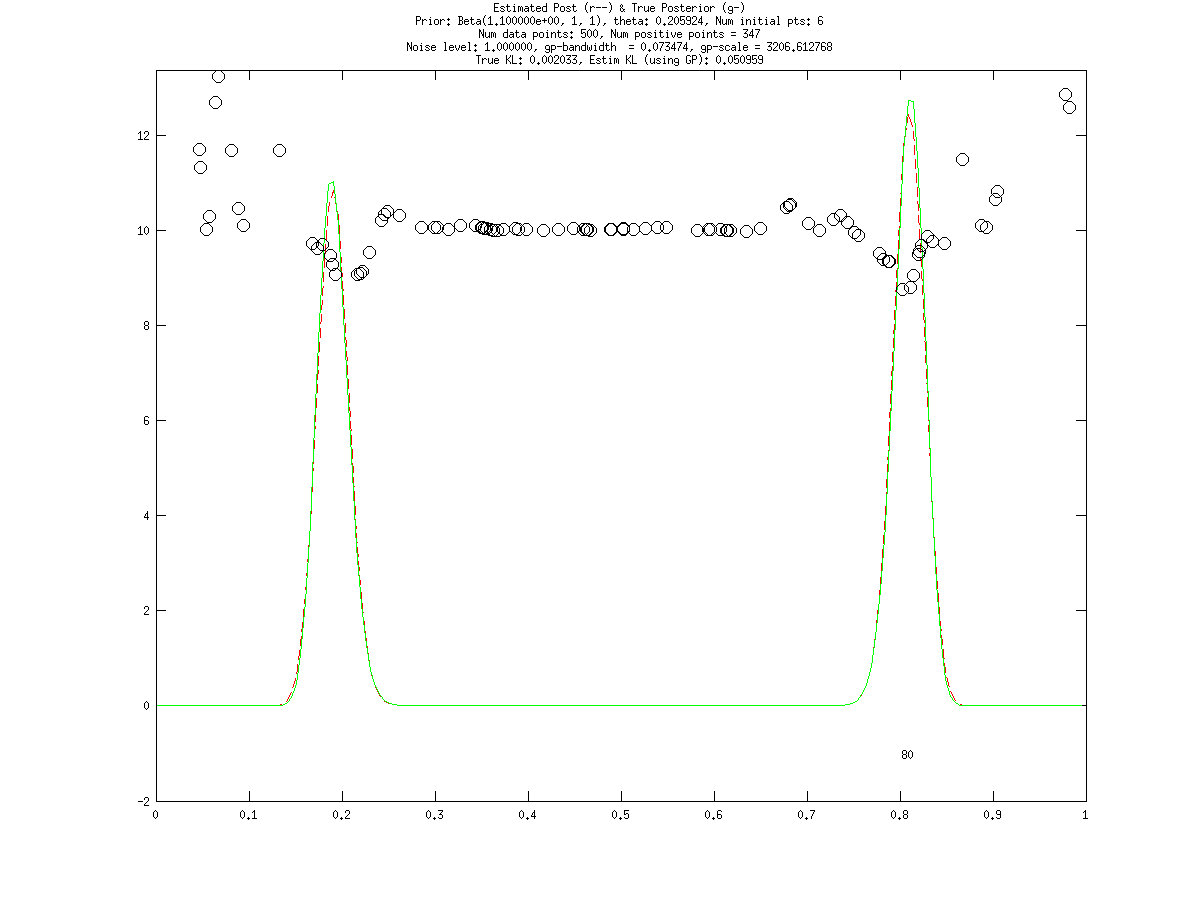 Estimated Post (r--) & True Posterior (g-)
Prior: Beta(1.100000e+00, 1, 1), theta: 0.205924, Num initial pts: 6
Num data points: 500, Num positive points = 347
Noise level: 1.000000, gp-bandwidth  = 0.073474, gp-scale = 3206.612768
True KL: 0.002033, Estim KL (using GP): 0.050959
12
10
8
6
4
2
0
80
-2
0 0.1 0.2 0.3 0.4 0.5 0.6 0.7 0.8 0.9 1